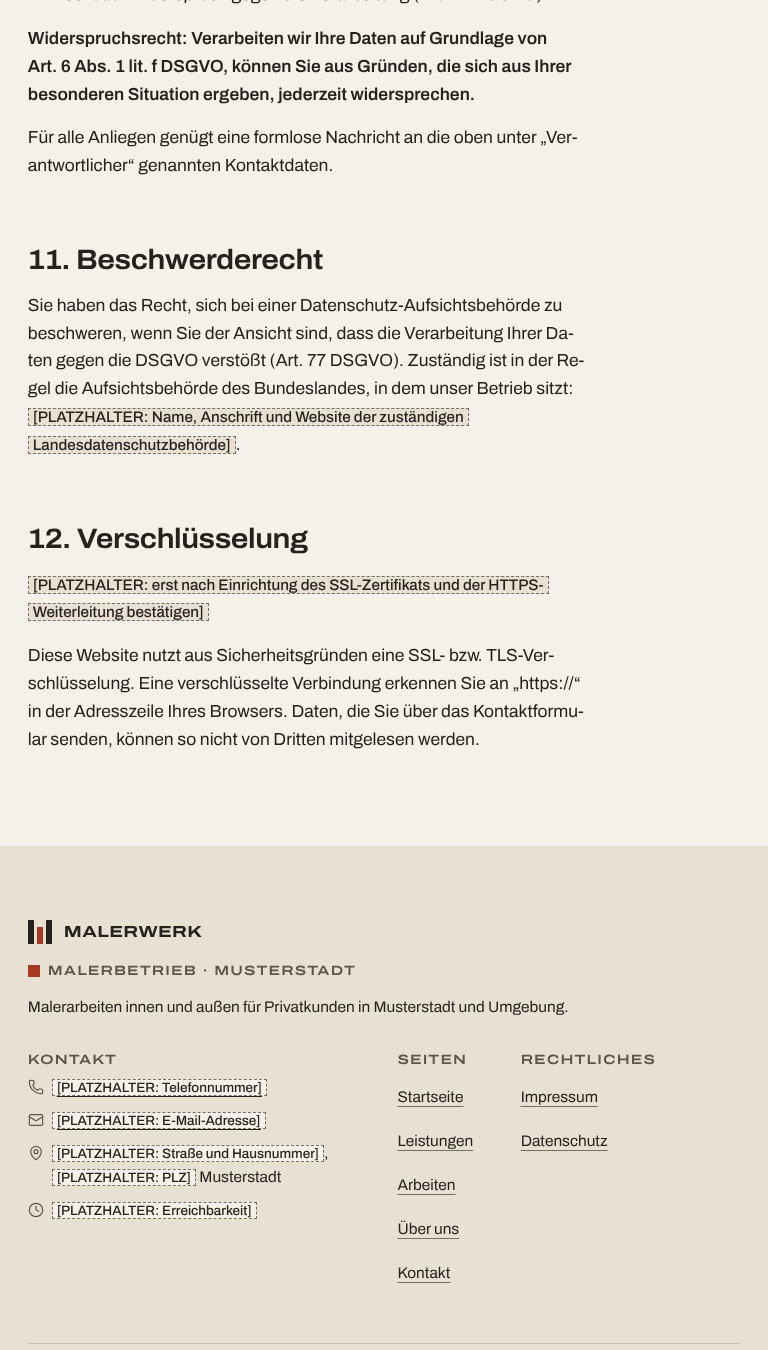 Widerspruchsrecht: Verarbeiten wir Ihre Daten auf Grundlage von
Art. 6 Abs. 1 lit. f DSGVO, können Sie aus Gründen, die sich aus Ihrer
besonderen Situation ergeben, jederzeit widersprechen.
Für alle Anliegen genügt eine formlose Nachricht an die oben unter „Ver-
antwortlicher“ genannten Kontaktdaten.
11. Beschwerderecht
Sie haben das Recht, sich bei einer Datenschutz-Aufsichtsbehörde zu
beschweren, wenn Sie der Ansicht sind, dass die Verarbeitung Ihrer Da-
ten gegen die DSGVO verstößt (Art. 77 DSGVO). Zuständig ist in der Re-
gel die Aufsichtsbehörde des Bundeslandes, in dem unser Betrieb sitzt:
[PLATZHALTER: Name, Anschrift und Website der zuständigen
Landesdatenschutzbehörde].
12. Verschlüsselung
[PLATZHALTER: erst nach Einrichtung des SSL-Zertifikats und der HTTPS-
Weiterleitung bestätigen]
Diese Website nutzt aus Sicherheitsgründen eine SSL- bzw. TLS-Ver-
schlüsselung. Eine verschlüsselte Verbindung erkennen Sie an „https://“
in der Adresszeile Ihres Browsers. Daten, die Sie über das Kontaktformu-
lar senden, können so nicht von Dritten mitgelesen werden.
MALERWERK
MALERBETRIEB · MUSTERSTADT
Malerarbeiten innen und außen für Privatkunden in Musterstadt und Umgebung.
KONTAKT
[PLATZHALTER: Telefonnummer]
[PLATZHALTER: E-Mail-Adresse]
[PLATZHALTER: Straße und Hausnummer],
[PLATZHALTER: PLZ] Musterstadt
[PLATZHALTER: Erreichbarkeit]
SEITEN
Startseite
Leistungen
Arbeiten
Über uns
Kontakt
RECHTLICHES
Impressum
Datenschutz